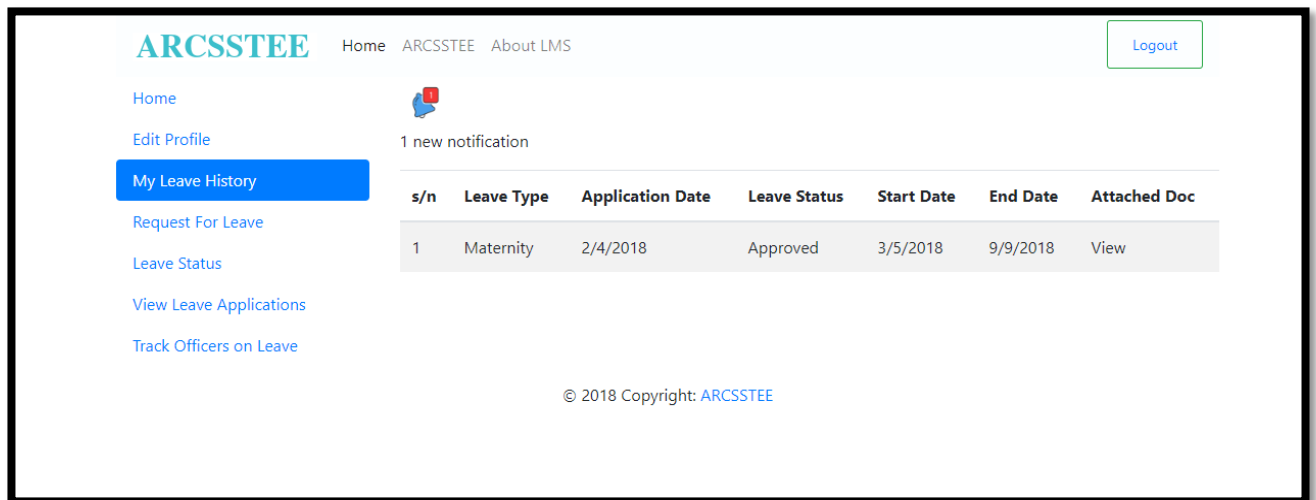 ARCSSTEE Home ARCSSTEE About LMS Logout
Home
Edit Profile
My Leave History
Request For Leave
Leave Status
View Leave Applications
Track Officers on Leave
1
1 new notification
s/n Leave Type Application Date Leave Status Start Date End Date Attached Doc
1 Maternity 2/4/2018 Approved 3/5/2018 9/9/2018 View
© 2018 Copyright: ARCSSTEE